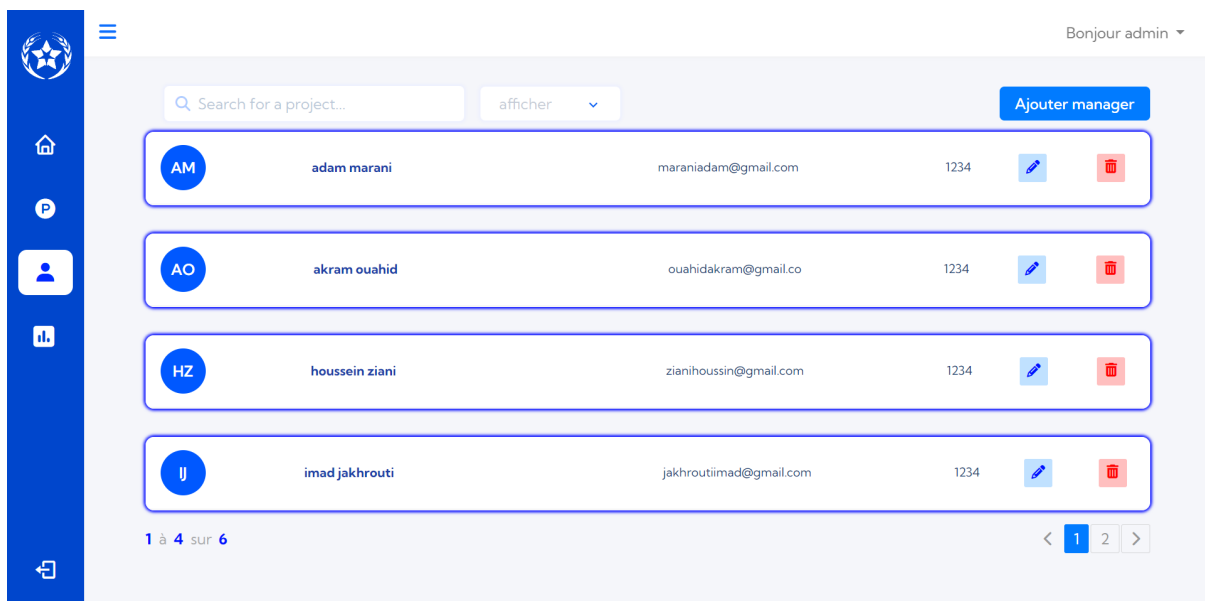 Bonjour admin
Search for a project... afficher Ajouter manager
AM adam marani maraniadam@gmail.com 1234
AO akram ouahid ouahidakram@gmail.co 1234
HZ houssein ziani zianihoussin@gmail.com 1234
IJ imad jakhrouti jakhroutiimad@gmail.com 1234
1 à 4 sur 6 1 2
P